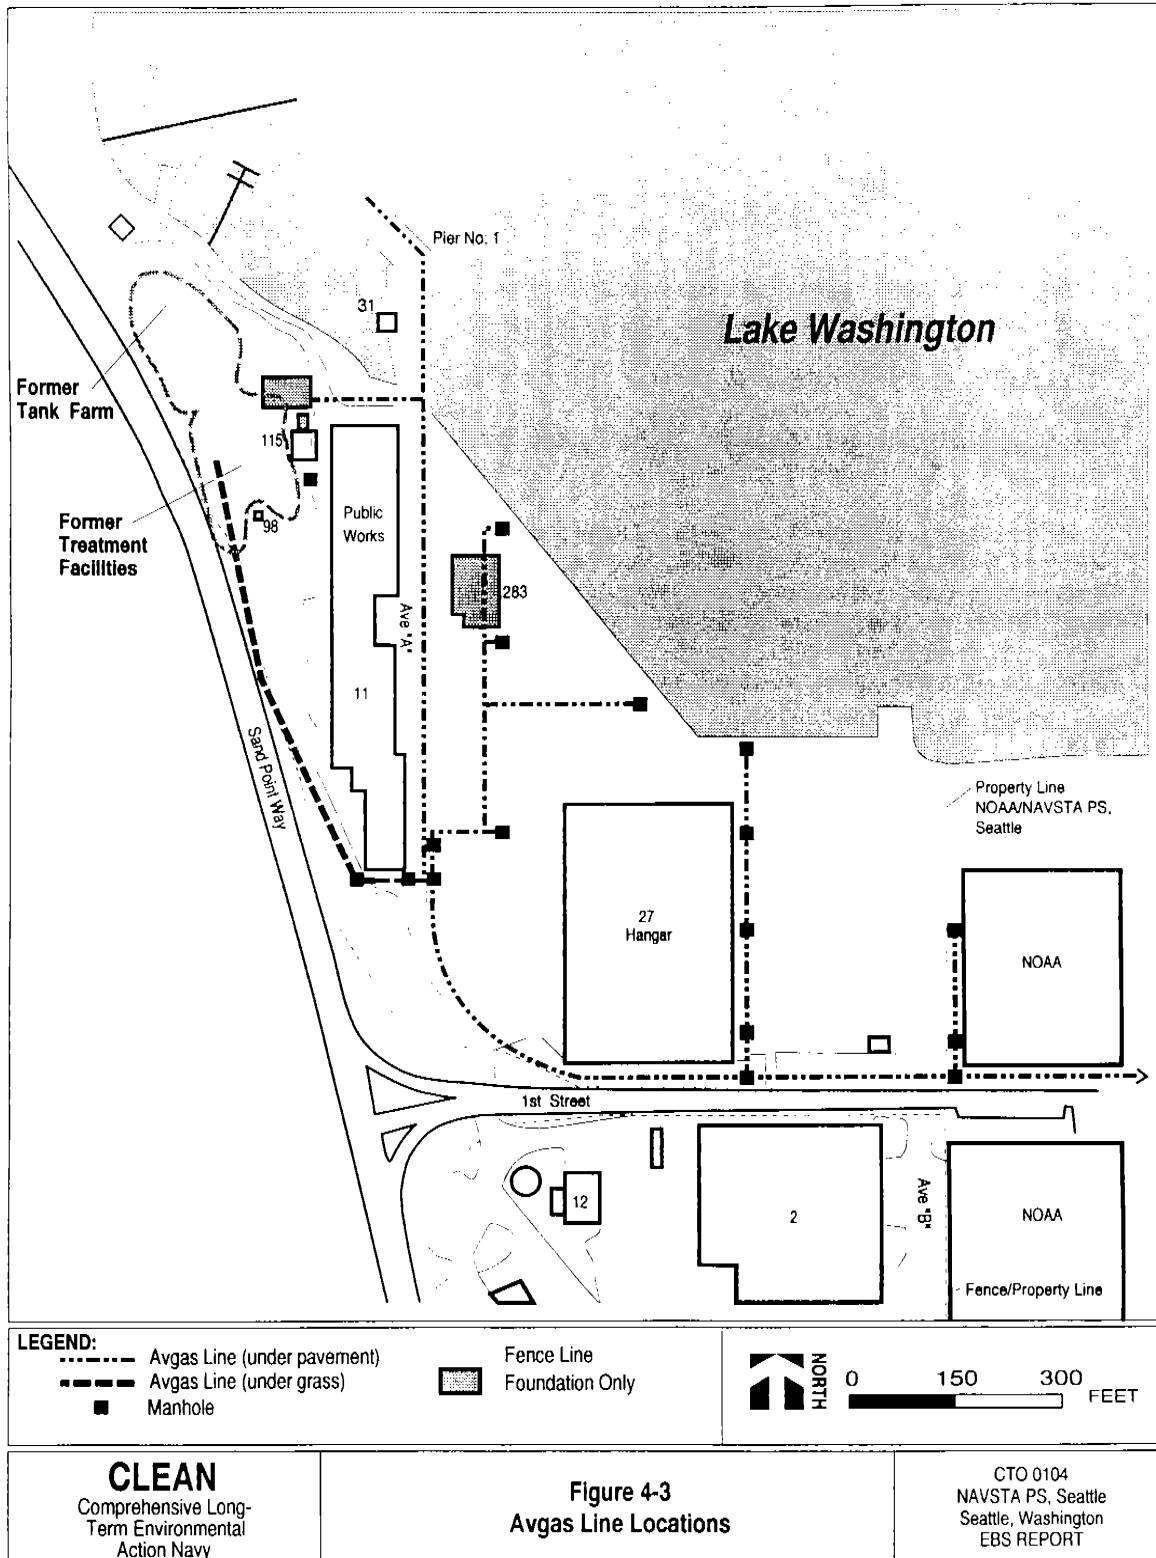 Pier No. 1
31
Lake Washington
Former
Tank Farm
115
Former
Treatment
Facilities
98
Public
Works
283
Ave "A"
11
Sand Point Way
Property Line
NOAA/NAVSTA PS,
Seattle
27
Hangar
NOAA
1st Street
12
2
Ave "B"
NOAA
Fence/Property Line
LEGEND:
Avgas Line (under pavement)
Avgas Line (under grass)
Manhole
Fence Line
Foundation Only
NORTH
0 150 300
FEET
CLEAN
Comprehensive Long-
Term Environmental
Action Navy
Figure 4-3
Avgas Line Locations
CTO 0104
NAVSTA PS, Seattle
Seattle, Washington
EBS REPORT